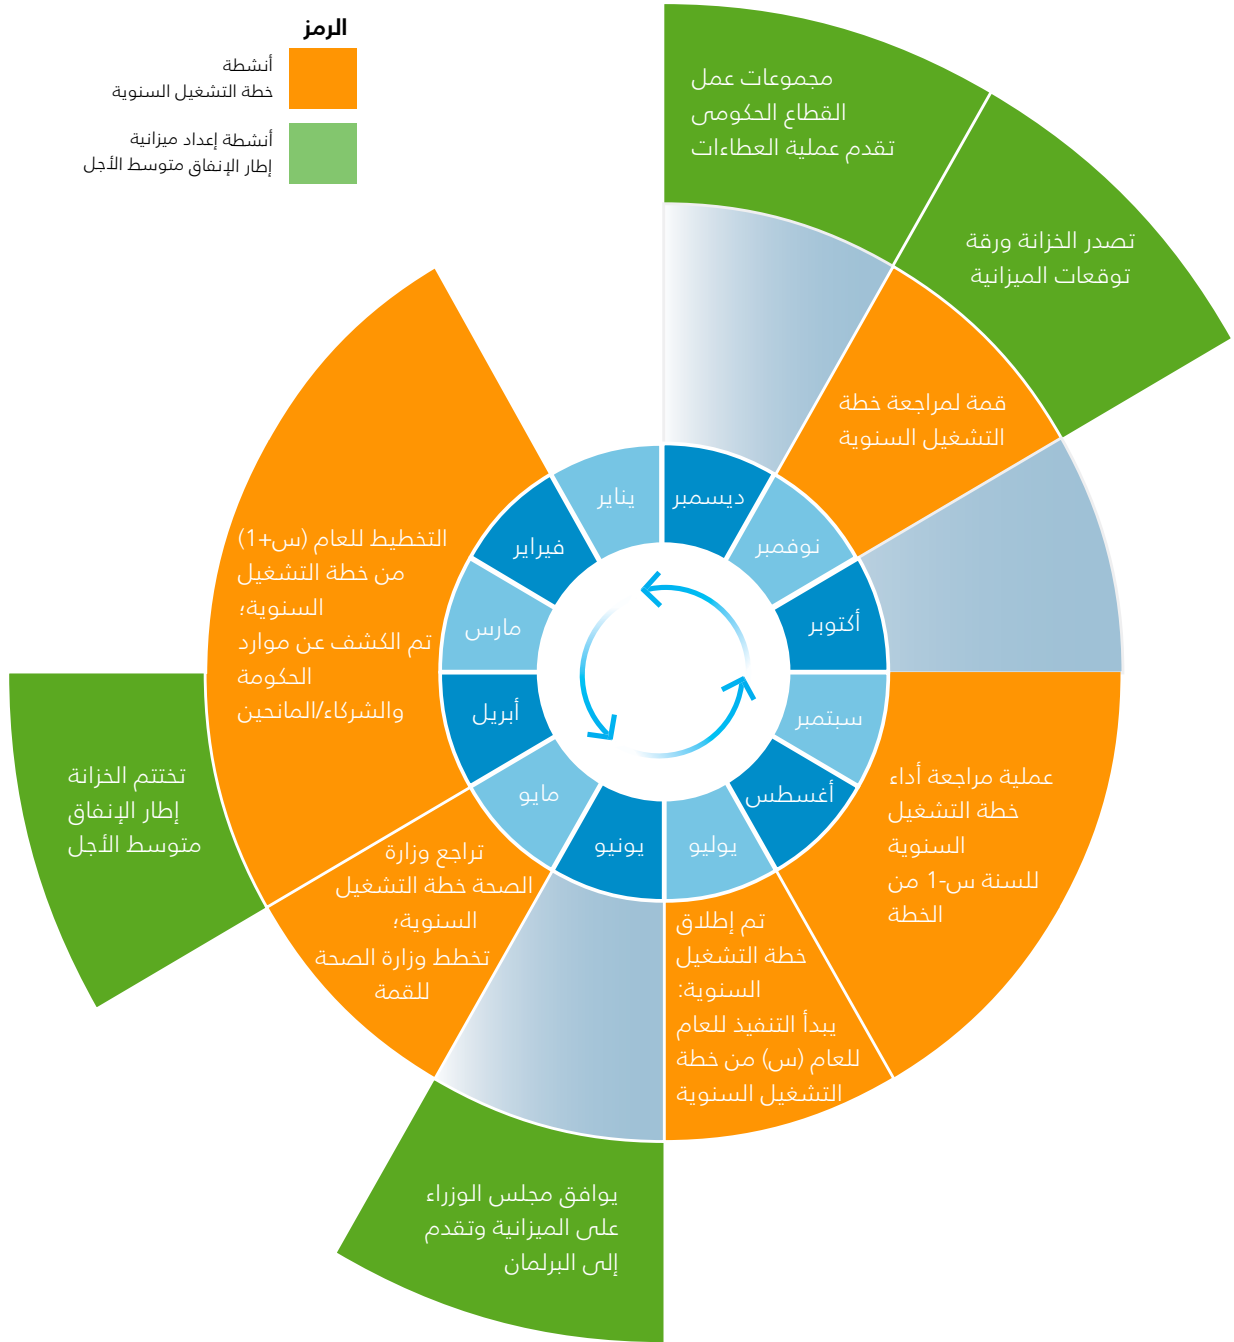 الرمز
أنشطة
خطة التشغيل السنوية
أنشطة إعداد ميزانية
إطار الإنفاق متوسط الأجل
مجموعات عمل
القطاع الحكومى
تقدم عملية العطاءات
تصدر الخزانة ورقة
توقعات الميزانية
قمة لمراجعة خطة
التشغيل السنوية
يناير
ديسمبر
فيراير
نوفمبر
مارس
أكتوبر
أبريل
سبتمبر
مايو
أغسطس
يونيو
يوليو
التخطيط للعام (س+1)
من خطة التشغيل
السنوية؛
تم الكشف عن موارد
الحكومة
والشركاء/المانحين
تختتم الخزانة
إطار الإنفاق
متوسط الأجل
عملية مراجعة أداء
خطة التشغيل
السنوية
للسنة س-1 من
الخطة
تراجع وزارة
الصحة خطة التشغيل
السنوية؛
تخطط وزارة الصحة
للقمة
تم إطلاق
خطة التشغيل
السنوية:
يبدأ التنفيذ للعام
للعام (س) من خطة
التشغيل السنوية
يوافق مجلس الوزراء
على الميزانية وتقدم
إلى البرلمان